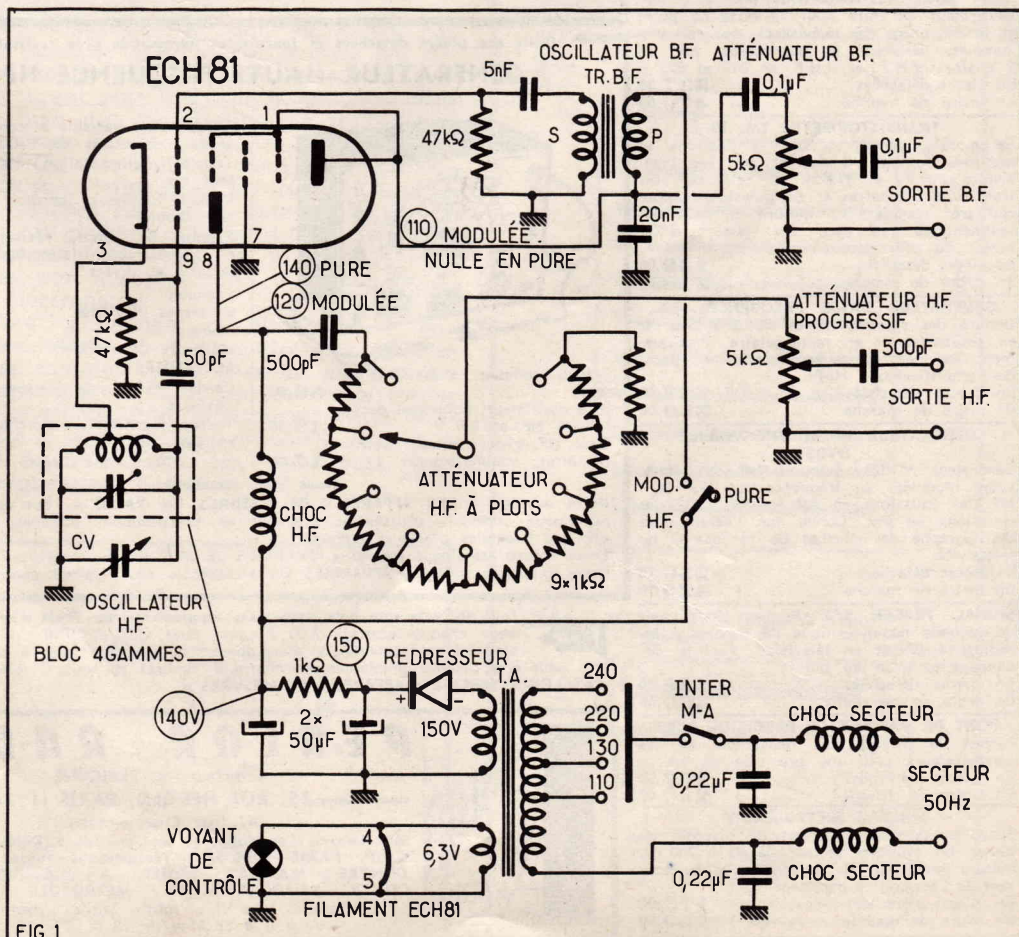 ECH81
OSCILLATEUR B.F.
TR. B.F.
ATTÉNUATEUR B.F.
2
1
5nF
0,1µF
47kΩ
S
P
5kΩ
0,1µF
SORTIE B.F.
20nF
110 MODULÉE.
NULLE EN PURE
3
9
8
7
140 PURE
120 MODULÉE
47kΩ
50pF
500pF
ATTÉNUATEUR H.F
PROGRESSIF
5kΩ
500pF
SORTIE H.F.
CHOC
H.F.
ATTÉNUATEUR
H.F. À PLOTS
MOD.
PURE
H.F.
9×1kΩ
CV
OSCILLATEUR
H.F.
BLOC 4GAMMES
1kΩ
150
REDRESSEUR
T.A.
140V
2×
50µF
+
-
150V
240
220
130
110
INTER
M-A
CHOC SECTEUR
0,22µF
SECTEUR
50Hz
VOYANT
DE
CONTRÔLE
4
5
6,3V
FILAMENT ECH81
0,22µF
CHOC SECTEUR
FIG.1